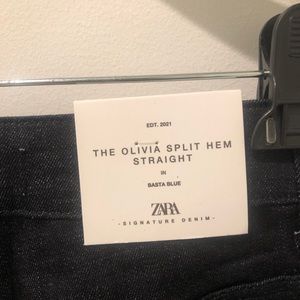 EDT. 2021
THE OLIVIA SPLIT HEM
STRAIGHT
IN
BASTA BLUE
ZARA
-SIGNATURE DENIM-